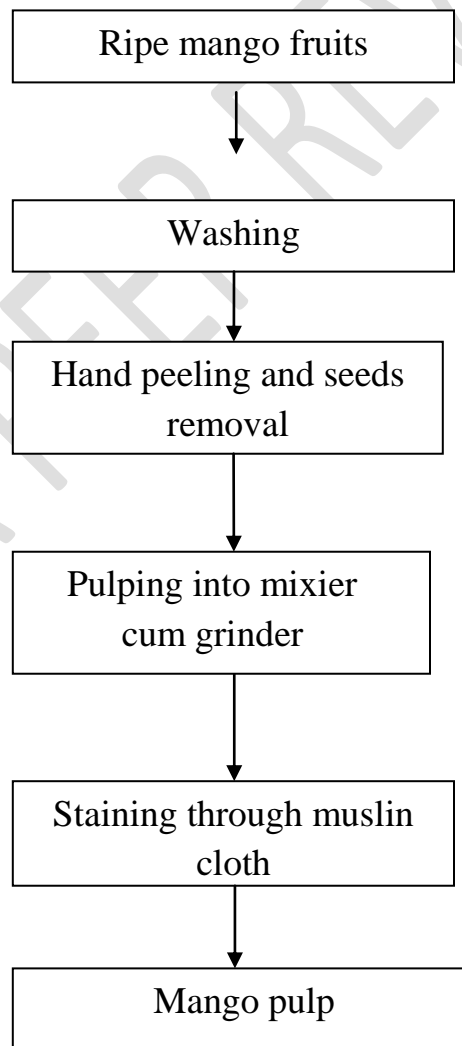 Ripe mango fruits
Washing
Hand peeling and seeds
removal
Pulping into mixier
cum grinder
Staining through muslin
cloth
Mango pulp